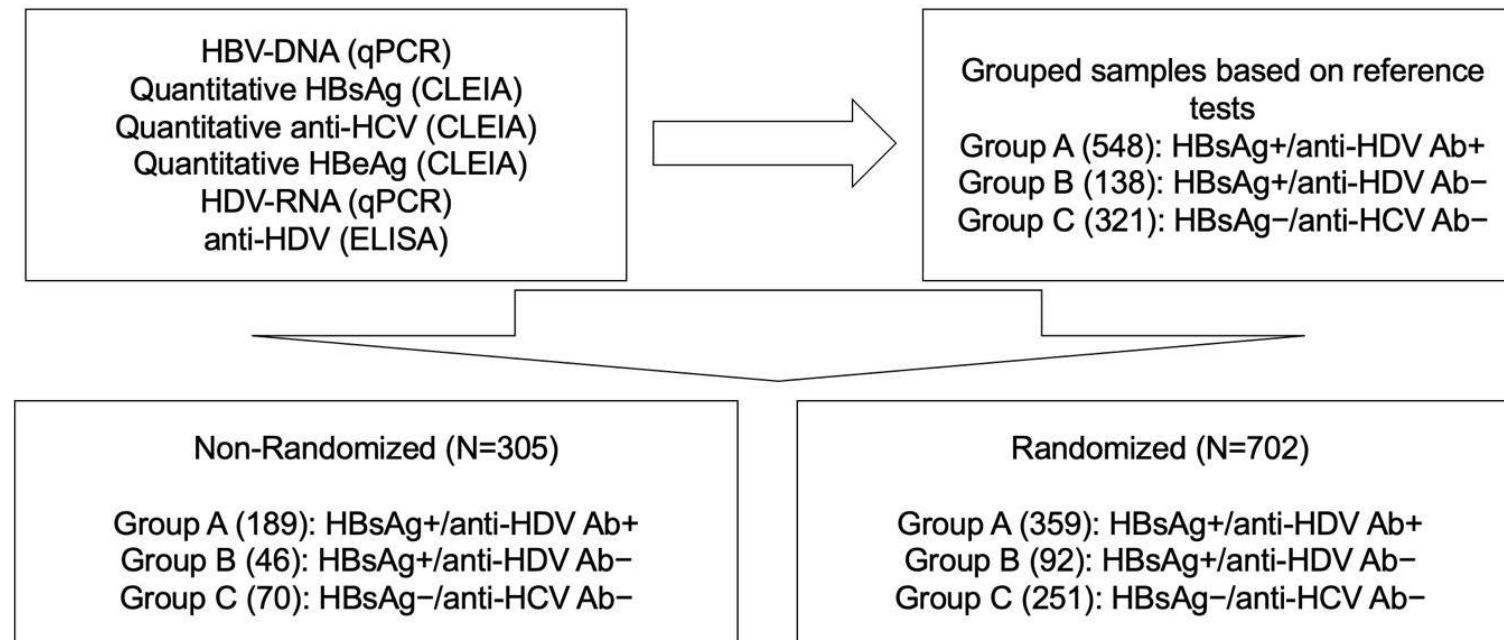 HBV-DNA (qPCR)
Quantitative HBsAg (CLEIA)
Quantitative anti-HCV (CLEIA)
Quantitative HBeAg (CLEIA)
HDV-RNA (qPCR)
anti-HDV (ELISA)
Grouped samples based on reference
tests
Group A (548): HBsAg+/anti-HDV Ab+
Group B (138): HBsAg+/anti-HDV Ab−
Group C (321): HBsAg−/anti-HCV Ab−
Non-Randomized (N=305)
Group A (189): HBsAg+/anti-HDV Ab+
Group B (46): HBsAg+/anti-HDV Ab−
Group C (70): HBsAg−/anti-HCV Ab−
Randomized (N=702)
Group A (359): HBsAg+/anti-HDV Ab+
Group B (92): HBsAg+/anti-HDV Ab−
Group C (251): HBsAg−/anti-HCV Ab−